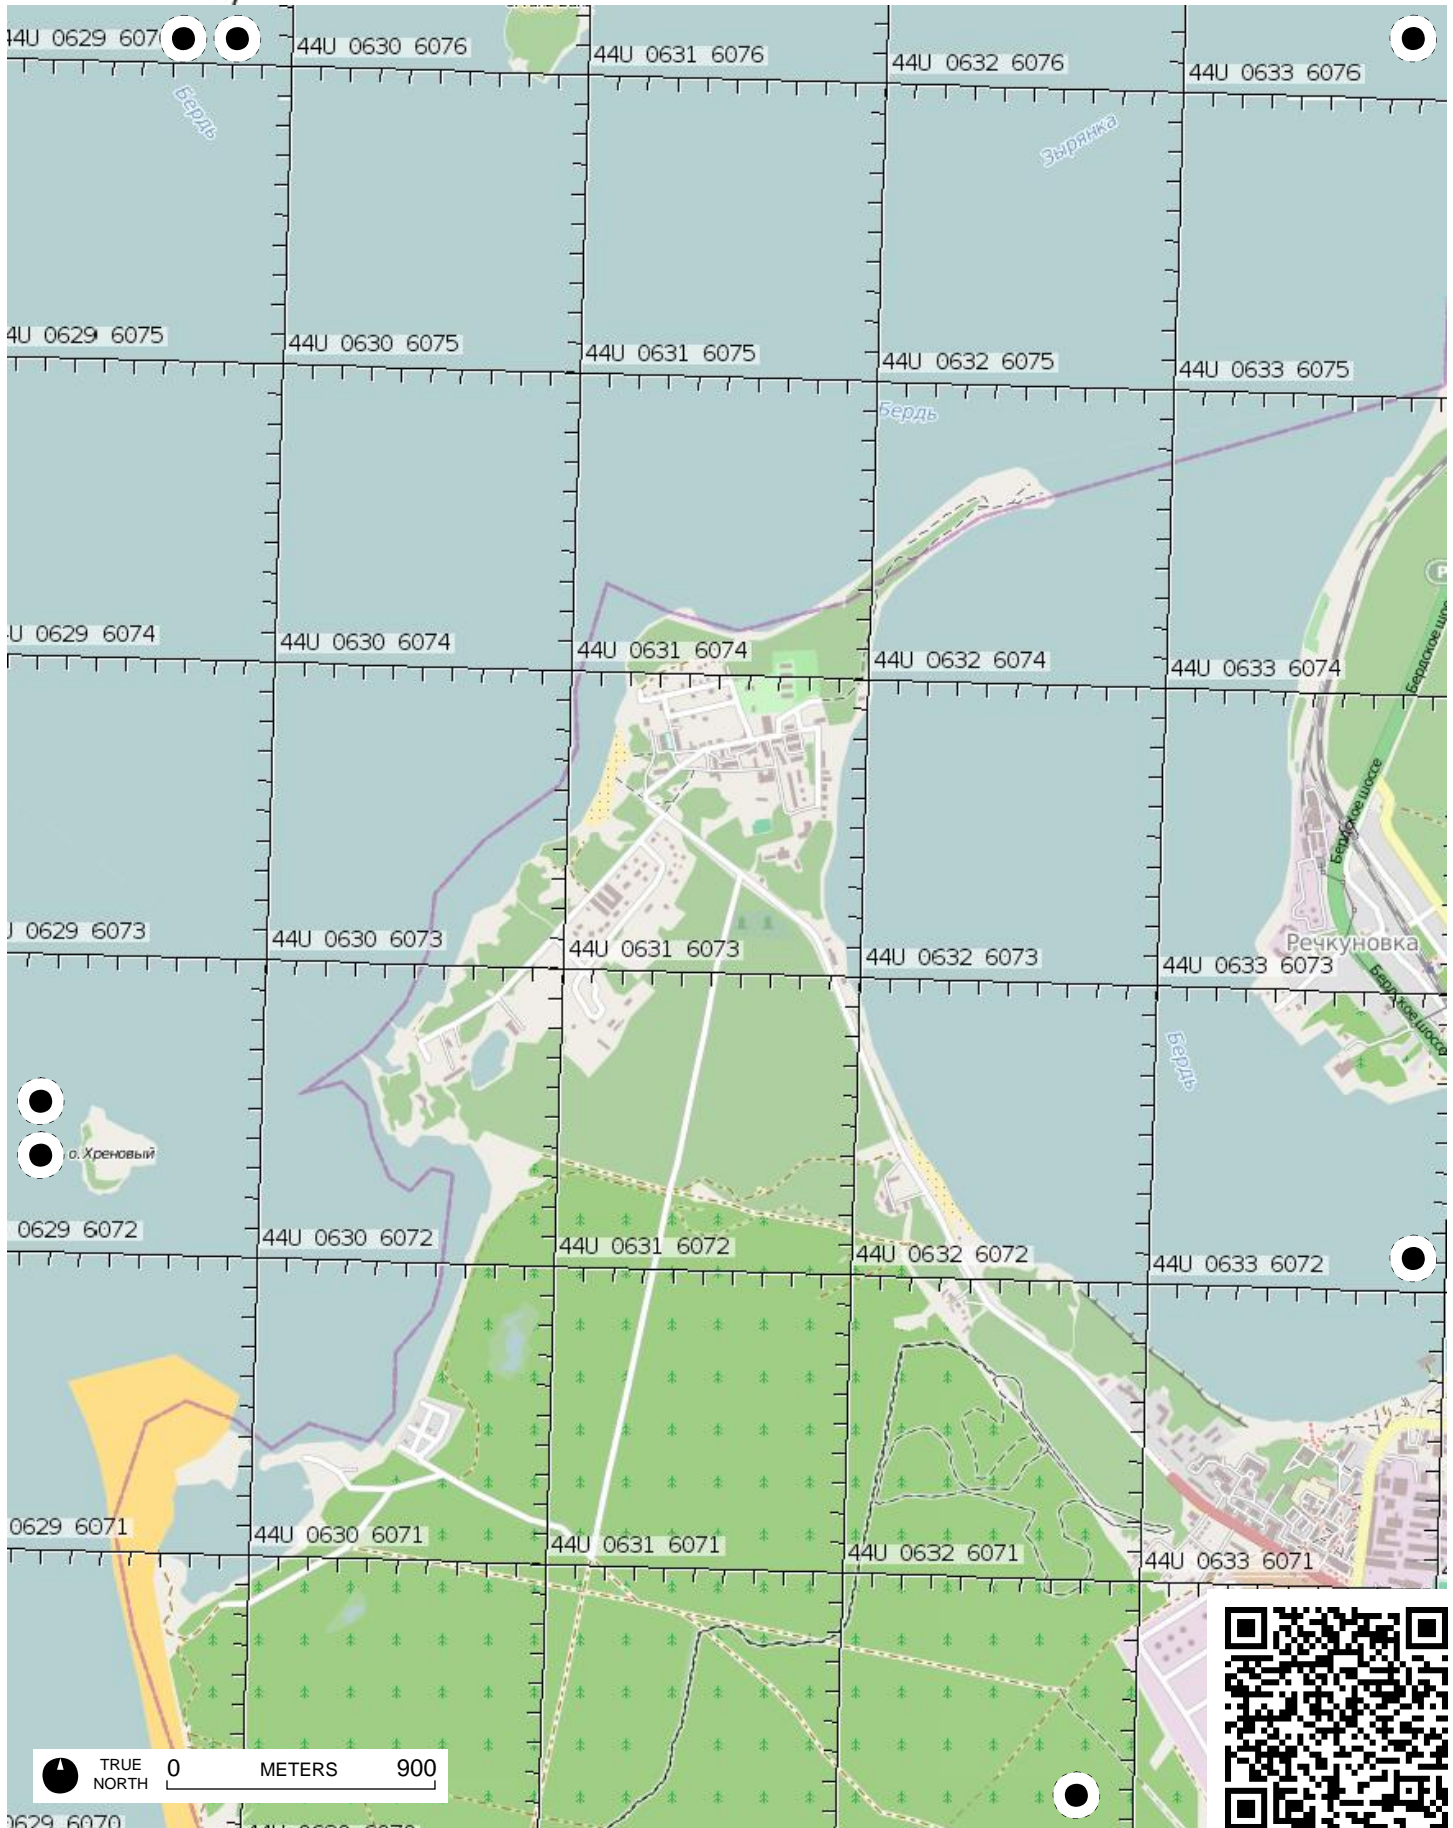 44U 0630 6076
44U 0631 6076
44U 0632 6076
44U 0633 6076
Бердь
Зырянка
4U 0629 6075
44U 0630 6075
44U 0631 6075
44U 0632 6075
44U 0633 6075
Бердь
P
U 0629 6074
44U 0630 6074
44U 0631 6074
44U 0632 6074
44U 0633 6074
Бердское шо
Бердское шоссе
U 0629 6073
44U 0630 6073
44U 0631 6073
44U 0632 6073
44U 0633 6073
Речкуновка
Бердское шоссе
Бердь
о. Хреновый
0629 6072
44U 0630 6072
44U 0631 6072
44U 0632 6072
44U 0633 6072
0629 6071
44U 0630 6071
44U 0631 6071
44U 0632 6071
44U 0633 6071
TRUE NORTH
0 METERS 900
0629 6070